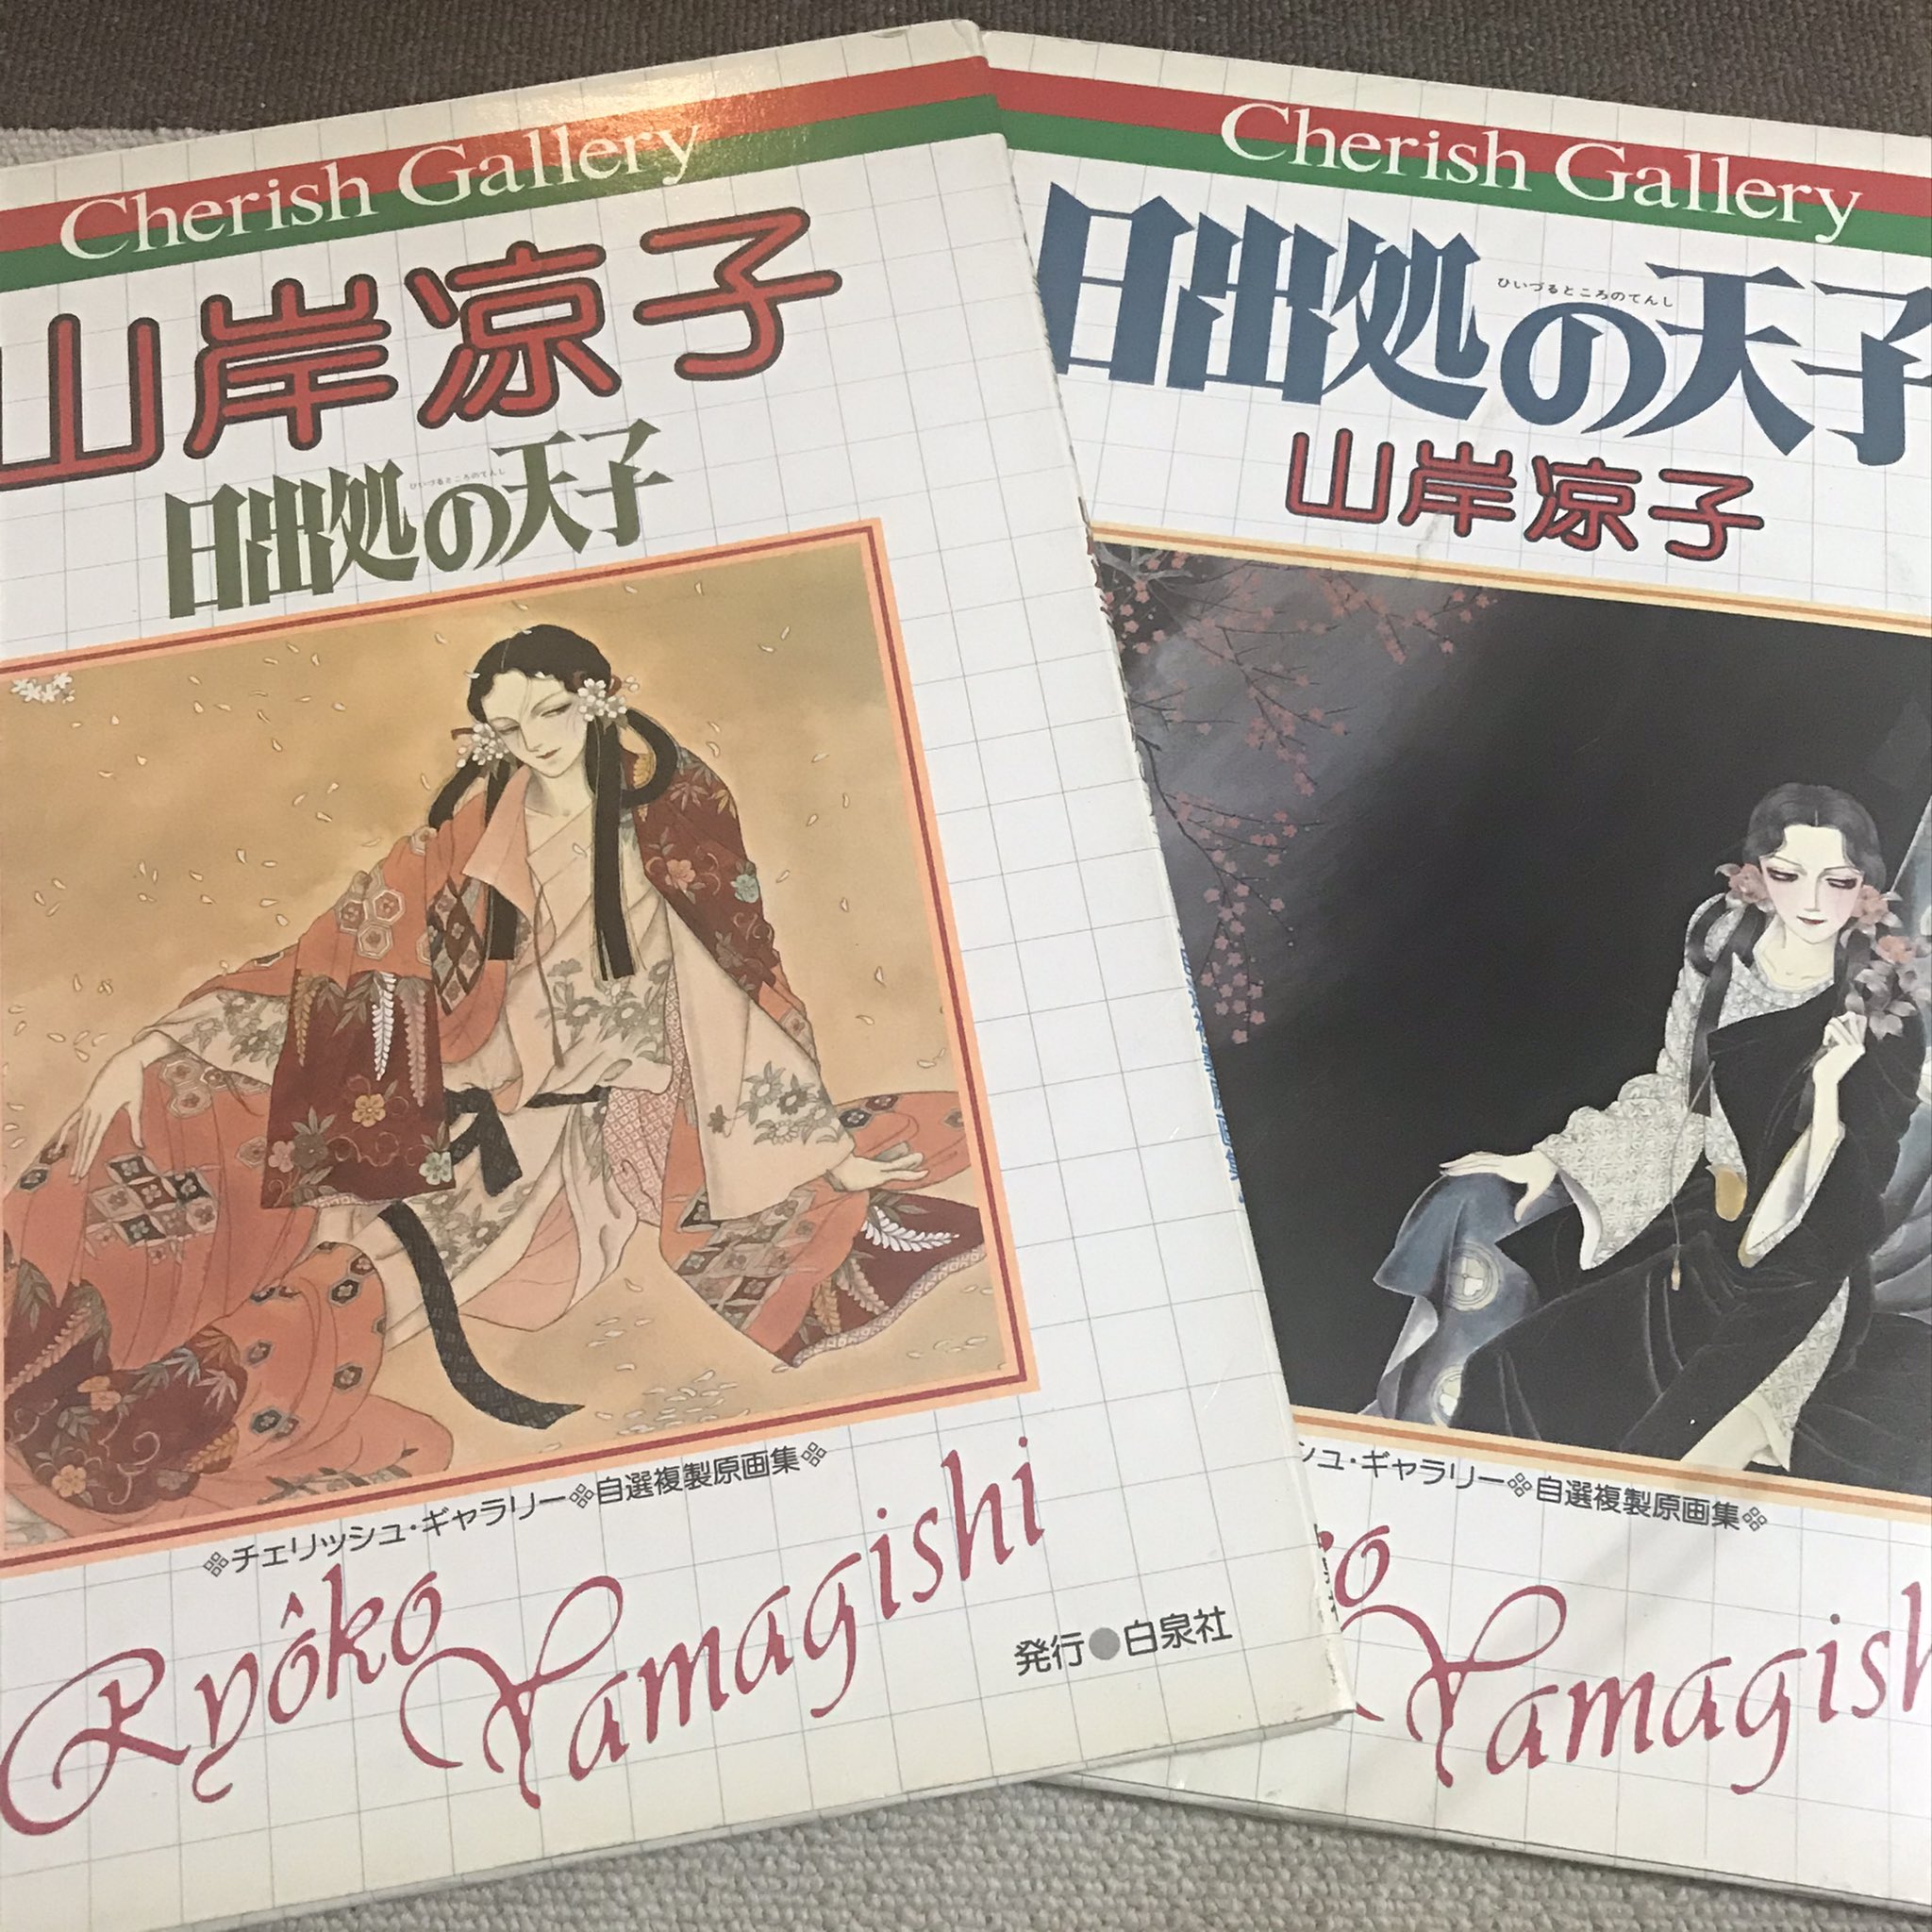 Cherish Gallery
山岸凉子
日出処の天子
ひいづるところのてんし
チェリッシュ・ギャラリー 自選複製原画集
Ryôko Yamagishi
発行●白泉社
Cherish Gallery
日出処の天子
ひいづるところのてんし
山岸凉子
シュ・ギャラリー 自選複製原画集
ko Yamagish